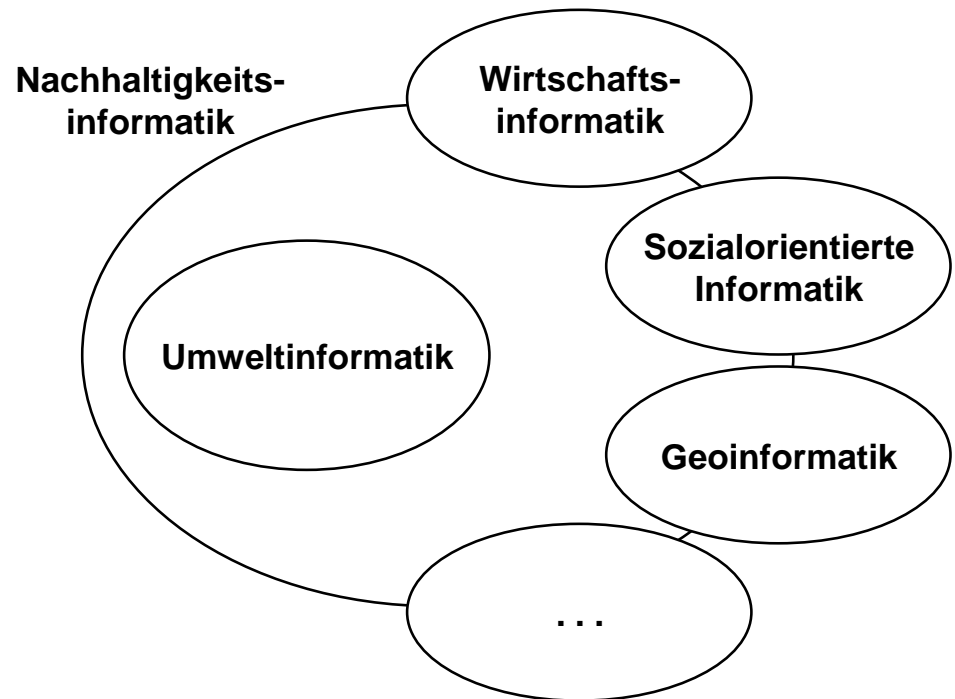 Nachhaltigkeits-
informatik
Wirtschafts-
informatik
Sozialorientierte
Informatik
Umweltinformatik
Geoinformatik
. . .